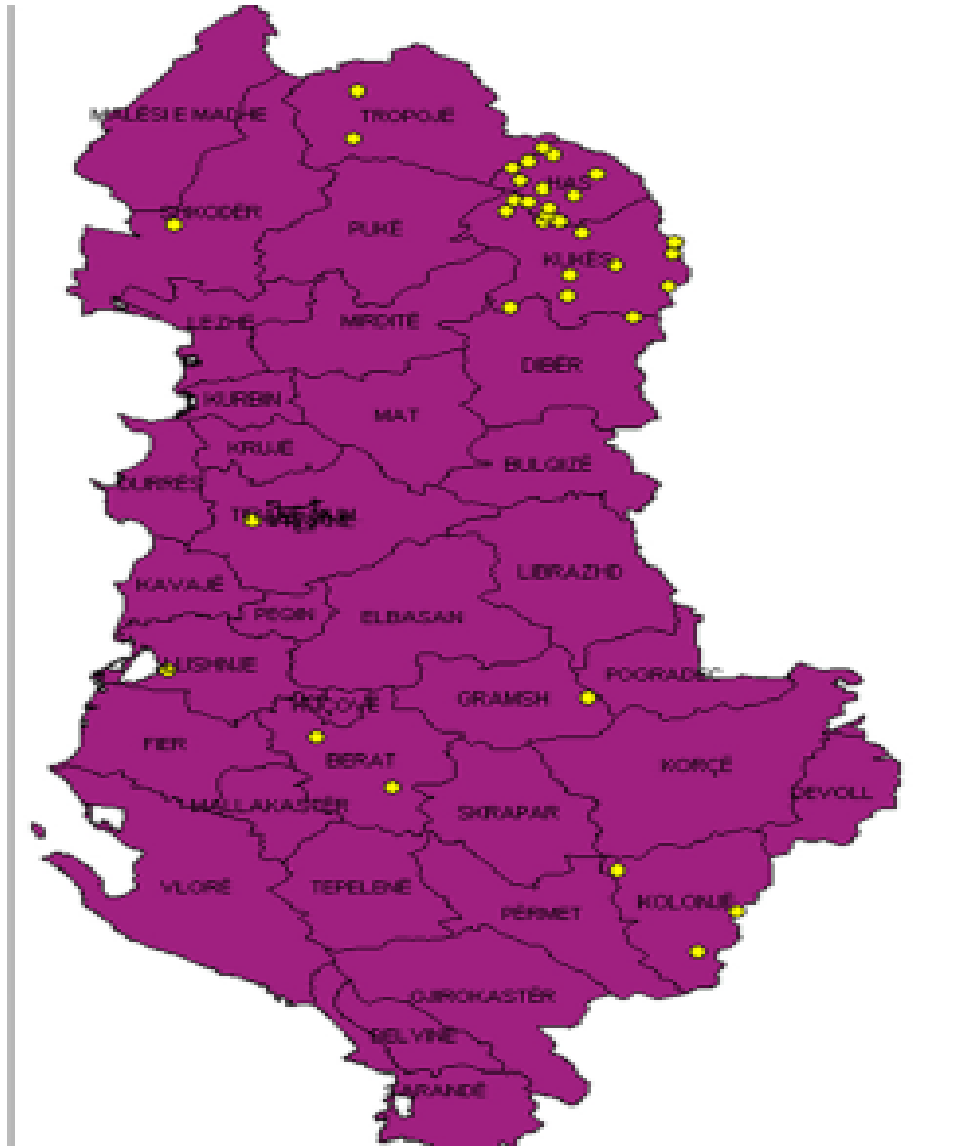 MALËSI E MADHE
TROPOJË
HAS
SHKODËR
PUKË
KUKËS
LEZHË
MIRDITË
DIBËR
KURBIN
MAT
KRUJË
BULQIZË
DURRËS
LIBRAZHD
KAVAJË
PEQIN
ELBASAN
LUSHNJE
POGRADEC
GRAMSH
FIER
BERAT
KORÇË
DEVOLL
MALLAKASTËR
SKRAPAR
VLORË
TEPELENË
KOLONJË
PËRMET
GJIROKASTËR
DELVINË
SARANDË